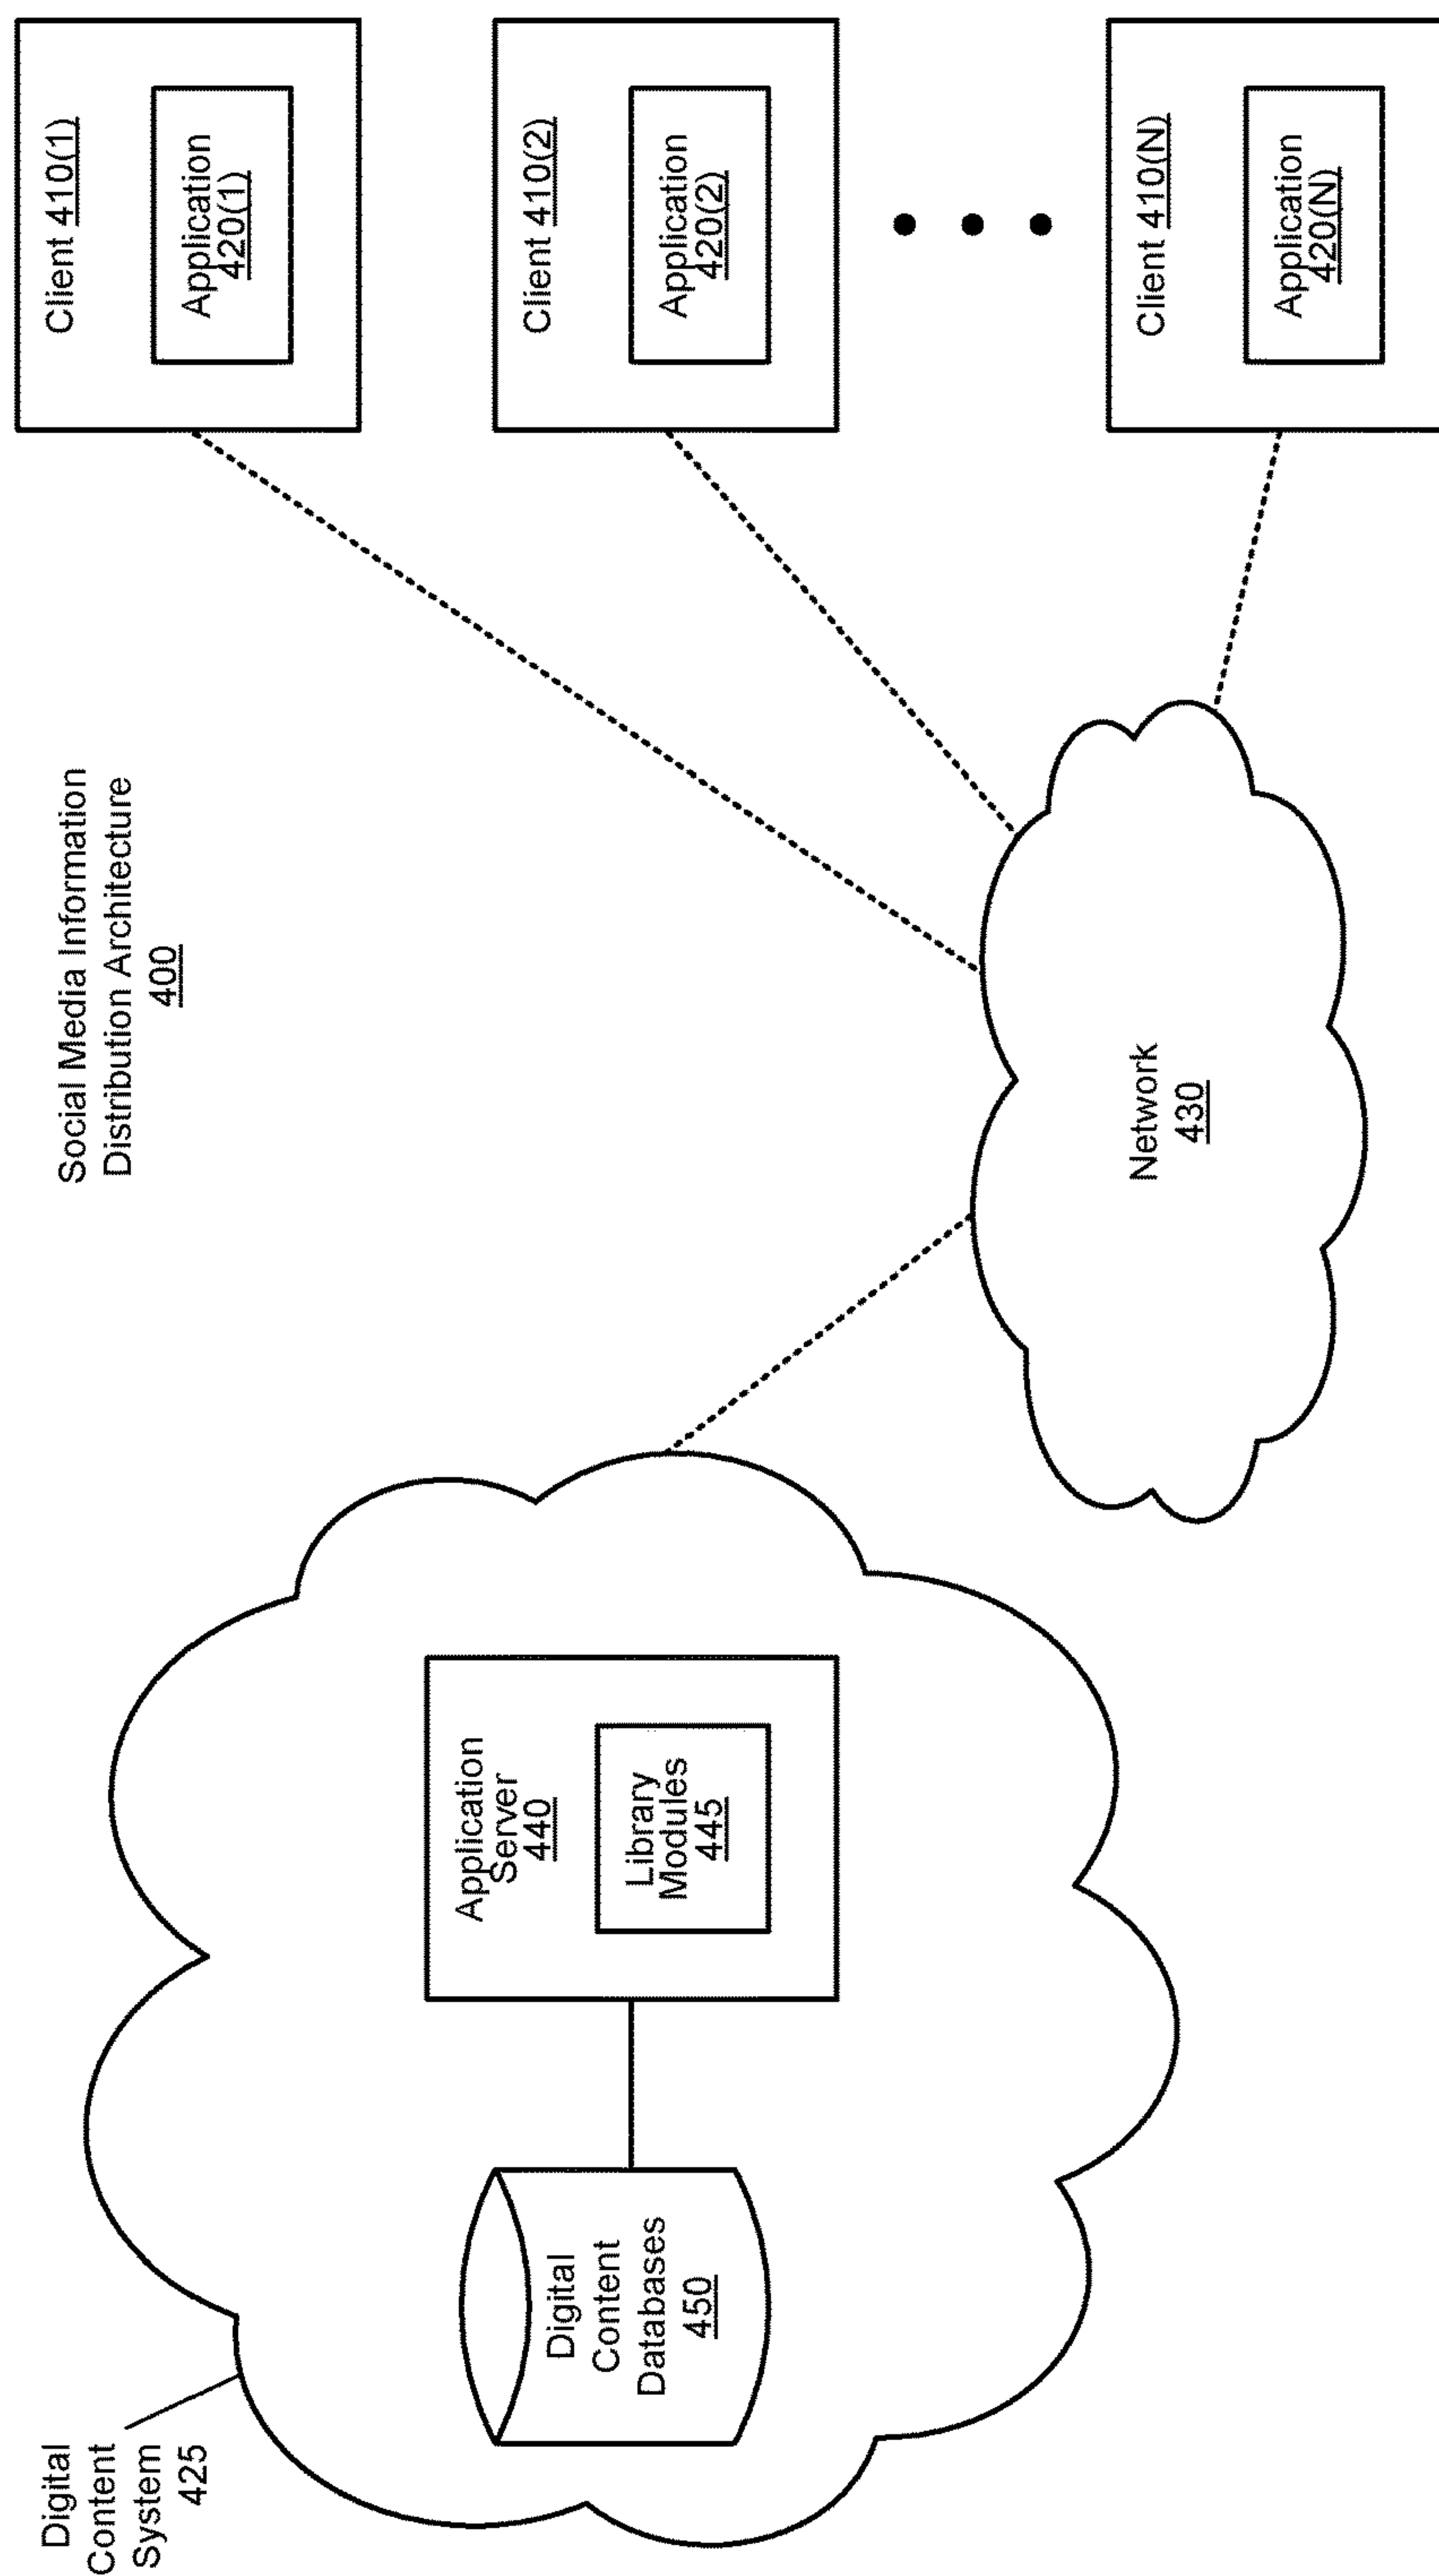 Social Media Information
Distribution Architecture
400
Digital
Content
System
425
Digital
Content
Databases
450
Application
Server
440
Library
Modules
445
Network
430
Client 410(1)
Application
420(1)
Client 410(2)
Application
420(2)
Client 410(N)
Application
420(N)